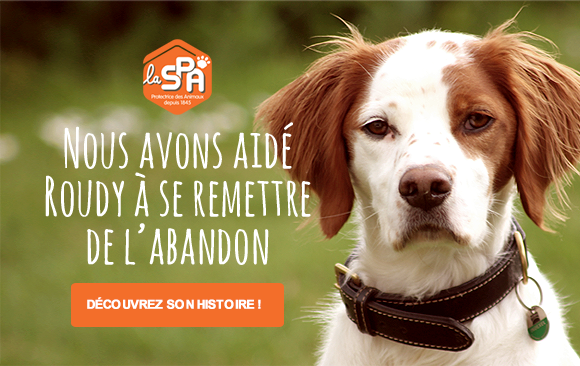 la SPA
Protectrice des Animaux
depuis 1845
NOUS AVONS AIDÉ
ROUDY À SE REMETTRE
DE L'ABANDON
DÉCOUVREZ SON HISTOIRE !